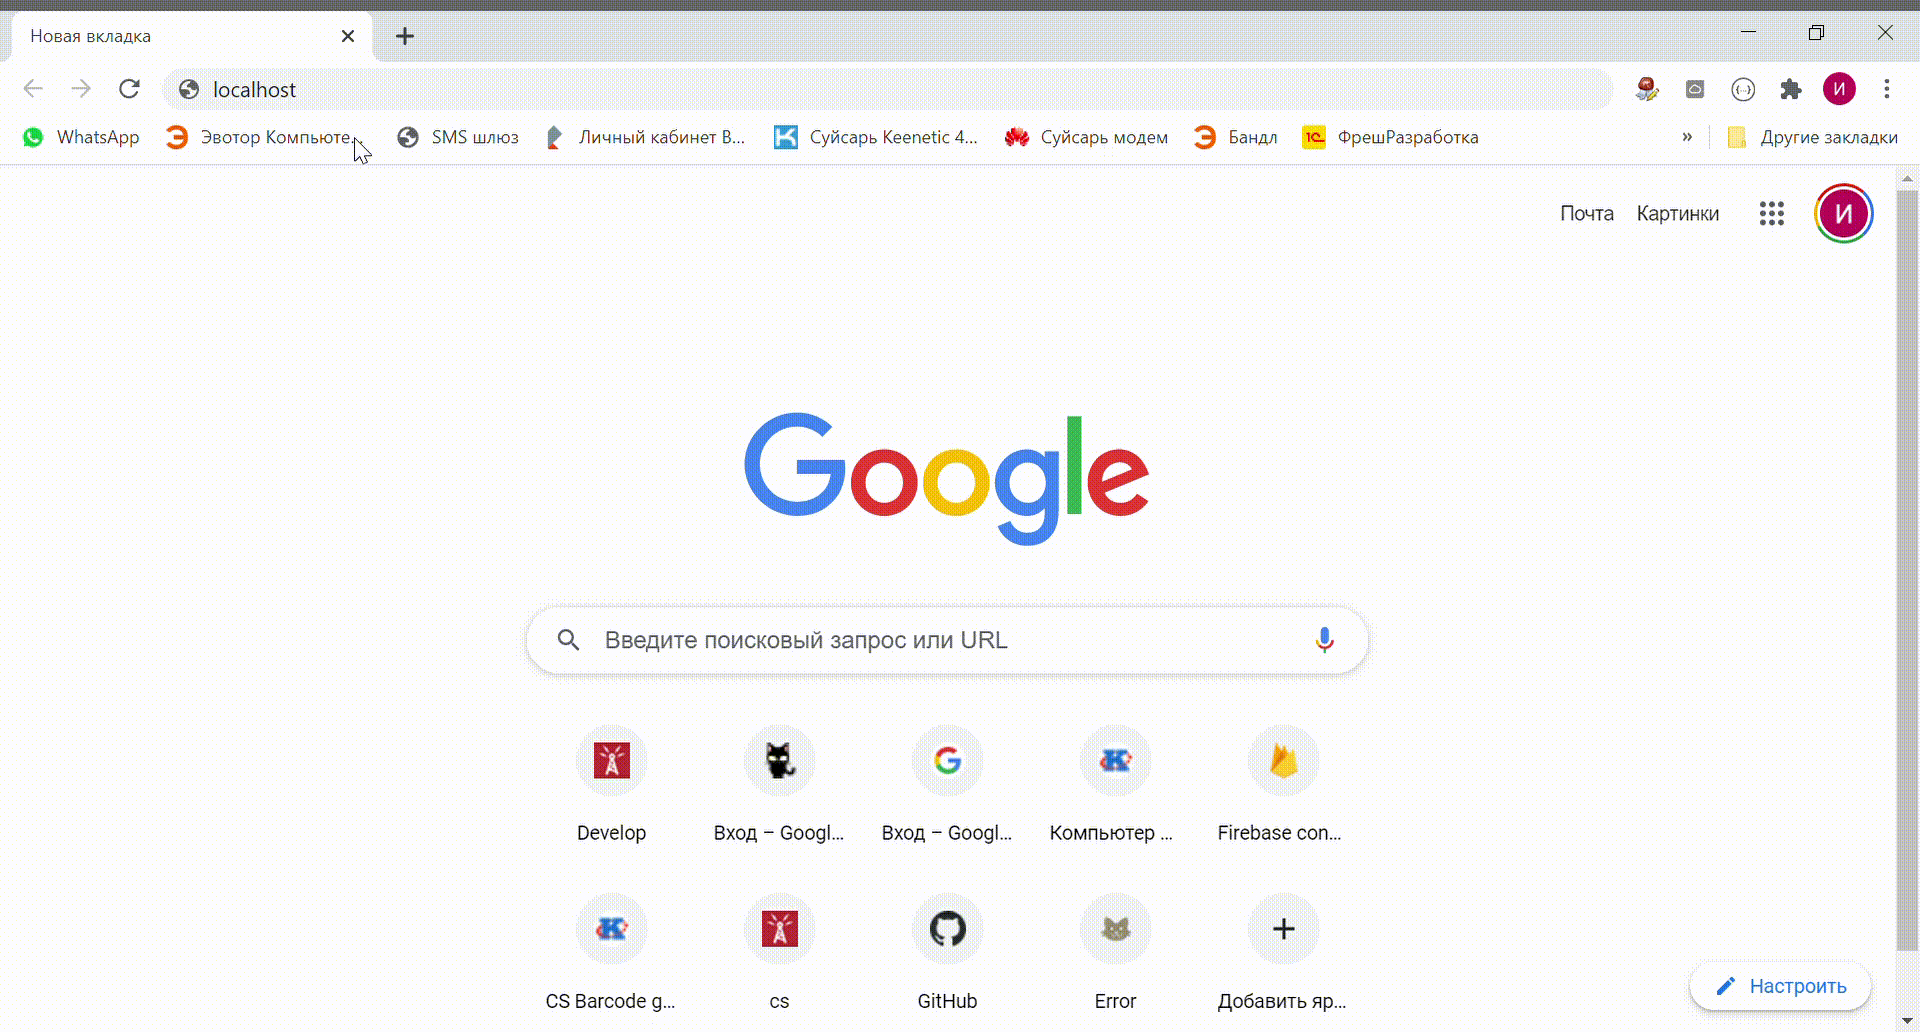 Новая вкладка
localhost
WhatsApp Эвотор Компьюте... SMS шлюз Личный кабинет В... Суйсарь Keenetic 4... Суйсарь модем Бандл 1С ФрешРазработка » Другие закладки
И
Почта Картинки И
Google
Введите поисковый запрос или URL
Develop Вход – Googl... Вход – Googl... Компьютер ... Firebase con...
CS Barcode g... cs GitHub Error Добавить яр...
Настроить